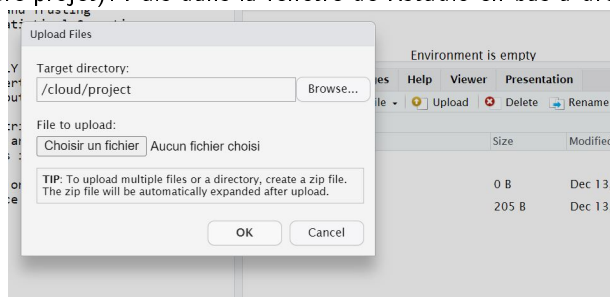 Upload Files
Environment is empty
Target directory:
/cloud/project
Browse...
Help Viewer Presentation
Upload Delete Rename
File to upload:
Choisir un fichier Aucun fichier choisi
Size Modified
TIP: To upload multiple files or a directory, create a zip file.
The zip file will be automatically expanded after upload.
0 B Dec 13
205 B Dec 13
OK Cancel